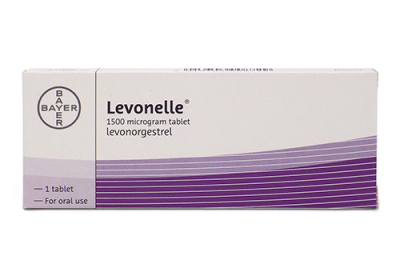 BAYER
BAYER
Levonelle®
1500 microgram tablet
levonorgestrel
— 1 tablet
— For oral use